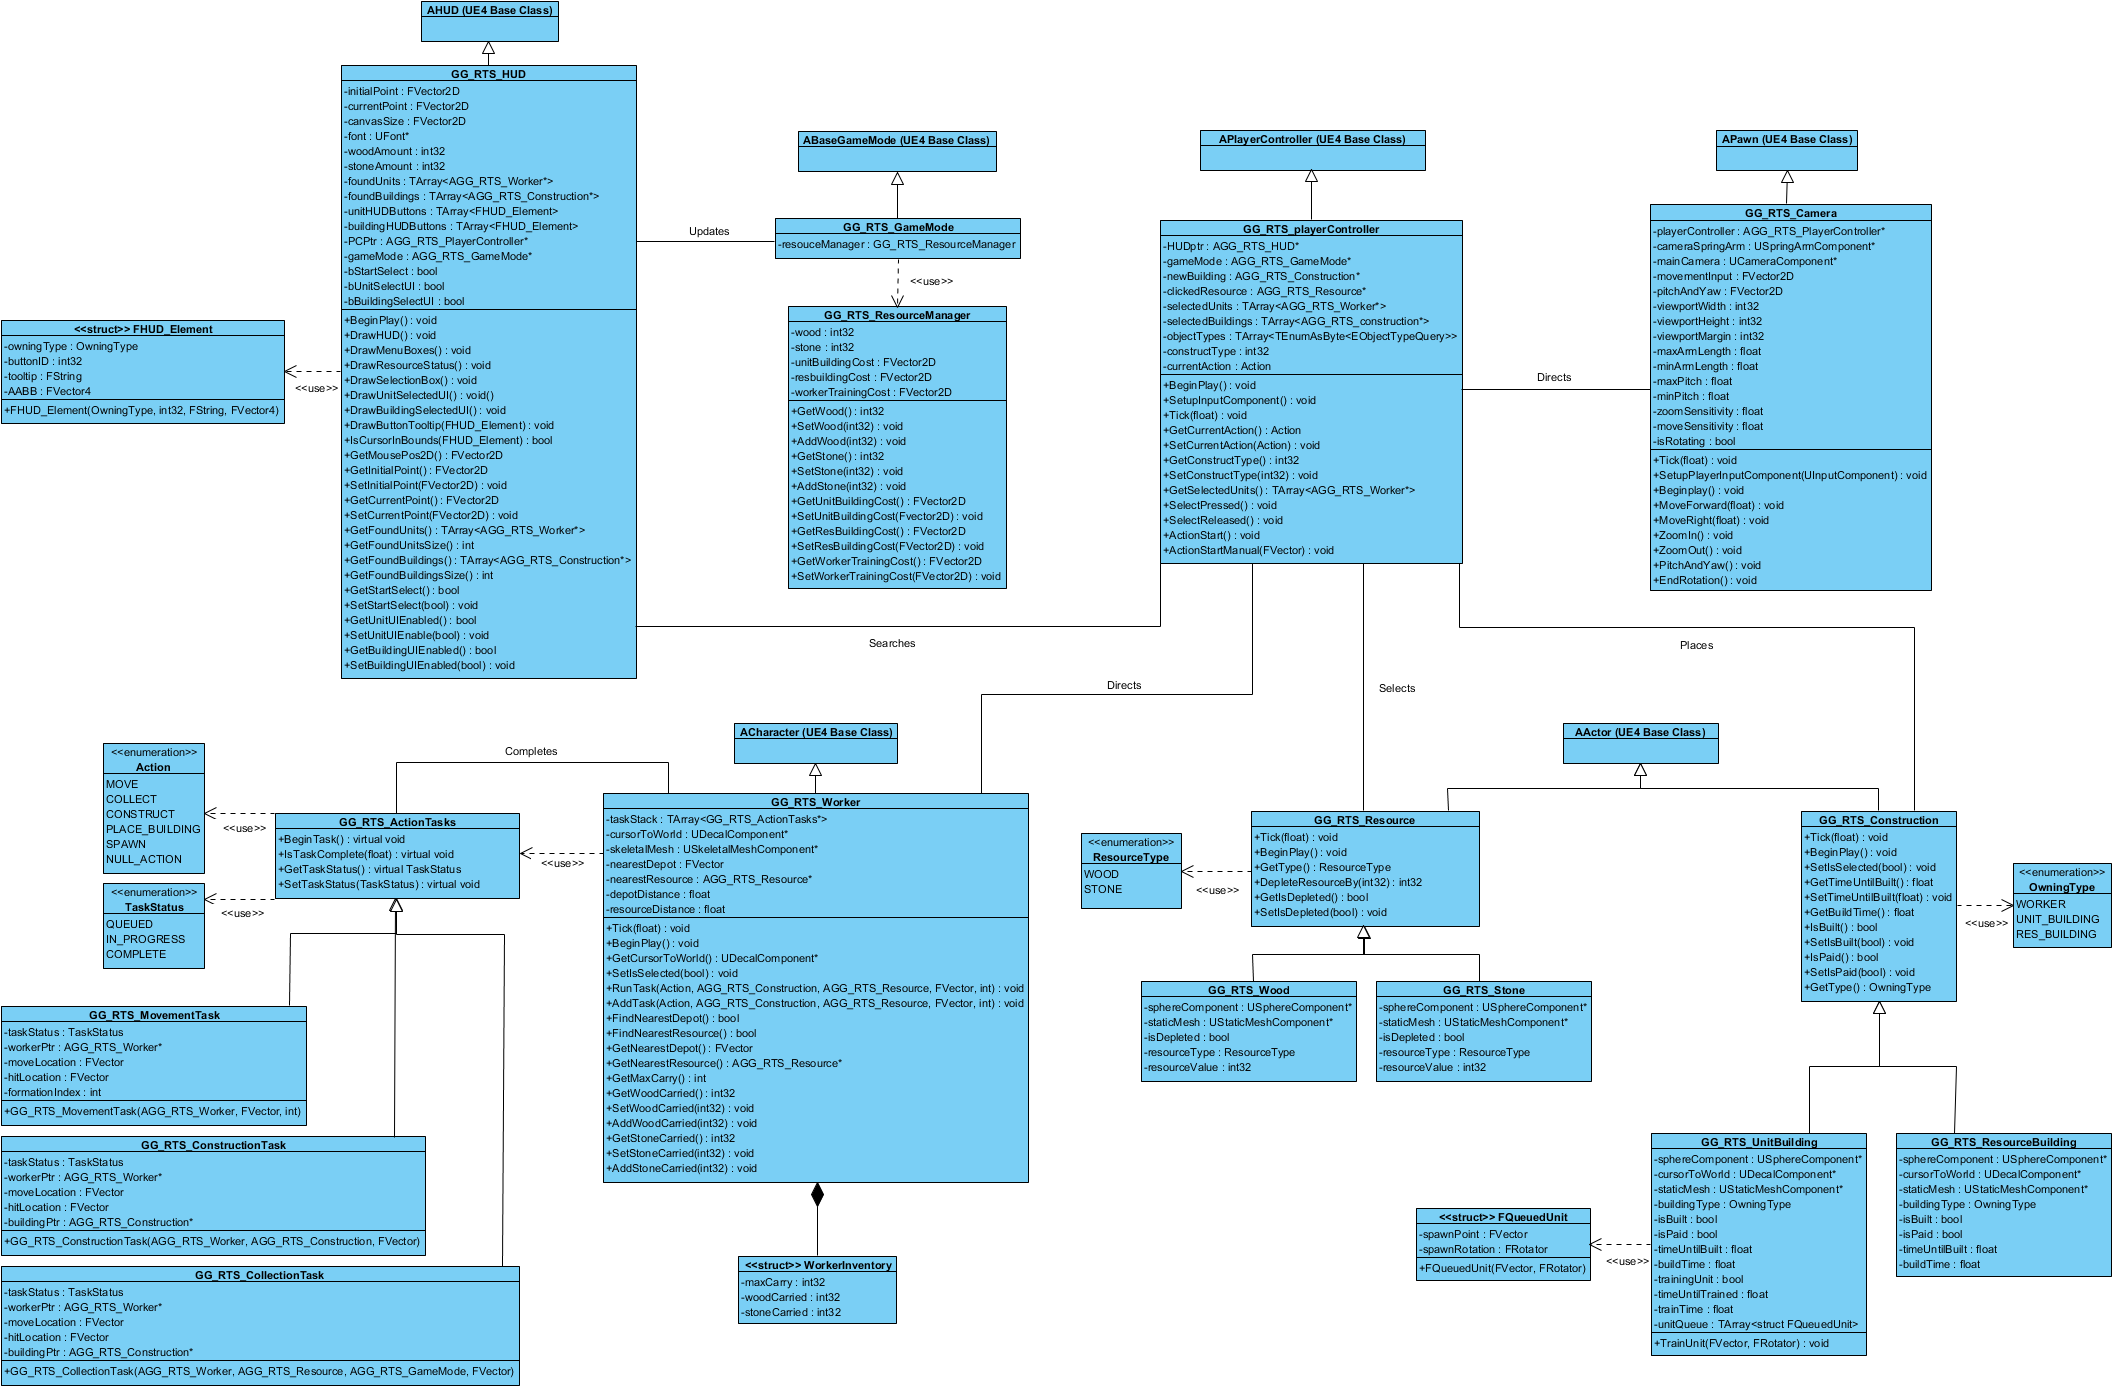 AHUD (UE4 Base Class)
GG_RTS_HUD
-initialPoint : FVector2D
-currentPoint : FVector2D
-canvasSize : FVector2D
-font : UFont*
-woodAmount : int32
-stoneAmount : int32
-foundUnits : TArray<AGG_RTS_Worker*>
-foundBuildings : TArray<AGG_RTS_Construction*>
-unitHUDButtons : TArray<FHUD_Element>
-buildingHUDButtons : TArray<FHUD_Element>
-PCPtr : AGG_RTS_PlayerController*
-gameMode : AGG_RTS_GameMode*
-bStartSelect : bool
-bUnitSelectUI : bool
-bBuildingSelectUI : bool
+BeginPlay() : void
+DrawHUD() : void
+DrawMenuBoxes() : void
+DrawResourceStatus() : void
+DrawSelectionBox() : void
+DrawUnitSelectedUI() : void()
+DrawBuildingSelectedUI() : void
+DrawButtonTooltip(FHUD_Element) : void
+IsCursorInBounds(FHUD_Element) : bool
+GetMousePos2D() : FVector2D
+GetInitialPoint() : FVector2D
+SetInitialPoint(FVector2D) : void
+GetCurrentPoint() : FVector2D
+SetCurrentPoint(FVector2D) : void
+GetFoundUnits() : TArray<AGG_RTS_Worker*>
+GetFoundUnitsSize() : int
+GetFoundBuildings() : TArray<AGG_RTS_Construction*>
+GetFoundBuildingsSize() : int
+GetStartSelect() : bool
+SetStartSelect(bool) : void
+GetUnitUIEnabled() : bool
+SetUnitUIEnable(bool) : void
+GetBuildingUIEnabled() : bool
+SetBuildingUIEnabled(bool) : void
<<struct>> FHUD_Element
-owningType : OwningType
-buttonID : int32
-tooltip : FString
-AABB : FVector4
+FHUD_Element(OwningType, int32, FString, FVector4)
<<use>>
Updates
ABaseGameMode (UE4 Base Class)
GG_RTS_GameMode
-resouceManager : GG_RTS_ResourceManager
<<use>>
GG_RTS_ResourceManager
-wood : int32
-stone : int32
-unitBuildingCost : FVector2D
-resbuildingCost : FVector2D
-workerTrainingCost : FVector2D
+GetWood() : int32
+SetWood(int32) : void
+AddWood(int32) : void
+GetStone() : int32
+SetStone(int32) : void
+AddStone(int32) : void
+GetUnitBuildingCost() : FVector2D
+SetUnitBuildingCost(Fvector2D) : void
+GetResBuildingCost() : FVector2D
+SetResBuildingCost(FVector2D) : void
+GetWorkerTrainingCost() : FVector2D
+SetWorkerTrainingCost(FVector2D) : void
APlayerController (UE4 Base Class)
GG_RTS_playerController
-HUDptr : AGG_RTS_HUD*
-gameMode : AGG_RTS_GameMode*
-newBuilding : AGG_RTS_Construction*
-clickedResource : AGG_RTS_Resource*
-selectedUnits : TArray<AGG_RTS_Worker*>
-selectedBuildings : TArray<AGG_RTS_construction*>
-objectTypes : TArray<TEnumAsByte<EObjectTypeQuery>>
-constructType : int32
-currentAction : Action
+BeginPlay() : void
+SetupInputComponent() : void
+Tick(float) : void
+GetCurrentAction() : Action
+SetCurrentAction(Action) : void
+GetConstructType() : int32
+SetConstructType(int32) : void
+GetSelectedUnits() : TArray<AGG_RTS_Worker*>
+SelectPressed() : void
+SelectReleased() : void
+ActionStart() : void
+ActionStartManual(FVector) : void
Directs
APawn (UE4 Base Class)
GG_RTS_Camera
-playerController : AGG_RTS_PlayerController*
-cameraSpringArm : USpringArmComponent*
-mainCamera : UCameraComponent*
-movementInput : FVector2D
-pitchAndYaw : FVector2D
-viewportWidth : int32
-viewportHeight : int32
-viewportMargin : int32
-maxArmLength : float
-minArmLength : float
-maxPitch : float
-minPitch : float
-zoomSensitivity : float
-moveSensitivity : float
-isRotating : bool
+Tick(float) : void
+SetupPlayerInputComponent(UInputComponent) : void
+Beginplay() : void
+MoveForward(float) : void
+MoveRight(float) : void
+ZoomIn() : void
+ZoomOut() : void
+PitchAndYaw() : void
+EndRotation() : void
Searches
Directs
Selects
Places
Completes
<<enumeration>>
Action
MOVE
COLLECT
CONSTRUCT
PLACE_BUILDING
SPAWN
NULL_ACTION
<<use>>
<<enumeration>>
TaskStatus
QUEUED
IN_PROGRESS
COMPLETE
<<use>>
GG_RTS_ActionTasks
+BeginTask() : virtual void
+IsTaskComplete(float) : virtual void
+GetTaskStatus() : virtual TaskStatus
+SetTaskStatus(TaskStatus) : virtual void
<<use>>
ACharacter (UE4 Base Class)
GG_RTS_Worker
-taskStack : TArray<GG_RTS_ActionTasks*>
-cursorToWorld : UDecalComponent*
-skeletalMesh : USkeletalMeshComponent*
-nearestDepot : FVector
-nearestResource : AGG_RTS_Resource*
-depotDistance : float
-resourceDistance : float
+Tick(float) : void
+BeginPlay() : void
+GetCursorToWorld() : UDecalComponent*
+SetIsSelected(bool) : void
+RunTask(Action, AGG_RTS_Construction, AGG_RTS_Resource, FVector, int) : void
+AddTask(Action, AGG_RTS_Construction, AGG_RTS_Resource, FVector, int) : void
+FindNearestDepot() : bool
+FindNearestResource() : bool
+GetNearestDepot() : FVector
+GetNearestResource() : AGG_RTS_Resource*
+GetMaxCarry() : int
+GetWoodCarried() : int32
+SetWoodCarried(int32) : void
+AddWoodCarried(int32) : void
+GetStoneCarried() : int32
+SetStoneCarried(int32) : void
+AddStoneCarried(int32) : void
<<struct>> WorkerInventory
-maxCarry : int32
-woodCarried : int32
-stoneCarried : int32
GG_RTS_MovementTask
-taskStatus : TaskStatus
-workerPtr : AGG_RTS_Worker*
-moveLocation : FVector
-hitLocation : FVector
-formationIndex : int
+GG_RTS_MovementTask(AGG_RTS_Worker, FVector, int)
GG_RTS_ConstructionTask
-taskStatus : TaskStatus
-workerPtr : AGG_RTS_Worker*
-moveLocation : FVector
-hitLocation : FVector
-buildingPtr : AGG_RTS_Construction*
+GG_RTS_ConstructionTask(AGG_RTS_Worker, AGG_RTS_Construction, FVector)
GG_RTS_CollectionTask
-taskStatus : TaskStatus
-workerPtr : AGG_RTS_Worker*
-moveLocation : FVector
-hitLocation : FVector
-buildingPtr : AGG_RTS_Construction*
+GG_RTS_CollectionTask(AGG_RTS_Worker, AGG_RTS_Resource, AGG_RTS_GameMode, FVector)
AActor (UE4 Base Class)
<<enumeration>>
ResourceType
WOOD
STONE
<<use>>
GG_RTS_Resource
+Tick(float) : void
+BeginPlay() : void
+GetType() : ResourceType
+DepleteResourceBy(int32) : int32
+GetIsDepleted() : bool
+SetIsDepleted(bool) : void
GG_RTS_Wood
-sphereComponent : USphereComponent*
-staticMesh : UStaticMeshComponent*
-isDepleted : bool
-resourceType : ResourceType
-resourceValue : int32
GG_RTS_Stone
-sphereComponent : USphereComponent*
-staticMesh : UStaticMeshComponent*
-isDepleted : bool
-resourceType : ResourceType
-resourceValue : int32
GG_RTS_Construction
+Tick(float) : void
+BeginPlay() : void
+SetIsSelected(bool) : void
+GetTimeUntilBuilt() : float
+SetTimeUntilBuilt(float) : void
+GetBuildTime() : float
+IsBuilt() : bool
+SetIsBuilt(bool) : void
+IsPaid() : bool
+SetIsPaid(bool) : void
+GetType() : OwningType
<<use>>
<<enumeration>>
OwningType
WORKER
UNIT_BUILDING
RES_BUILDING
<<struct>> FQueuedUnit
-spawnPoint : FVector
-spawnRotation : FRotator
+FQueuedUnit(FVector, FRotator)
<<use>>
GG_RTS_UnitBuilding
-sphereComponent : USphereComponent*
-cursorToWorld : UDecalComponent*
-staticMesh : UStaticMeshComponent*
-buildingType : OwningType
-isBuilt : bool
-isPaid : bool
-timeUntilBuilt : float
-buildTime : float
-trainingUnit : bool
-timeUntilTrained : float
-trainTime : float
-unitQueue : TArray<struct FQueuedUnit>
+TrainUnit(FVector, FRotator) : void
GG_RTS_ResourceBuilding
-sphereComponent : USphereComponent*
-cursorToWorld : UDecalComponent*
-staticMesh : UStaticMeshComponent*
-buildingType : OwningType
-isBuilt : bool
-isPaid : bool
-timeUntilBuilt : float
-buildTime : float